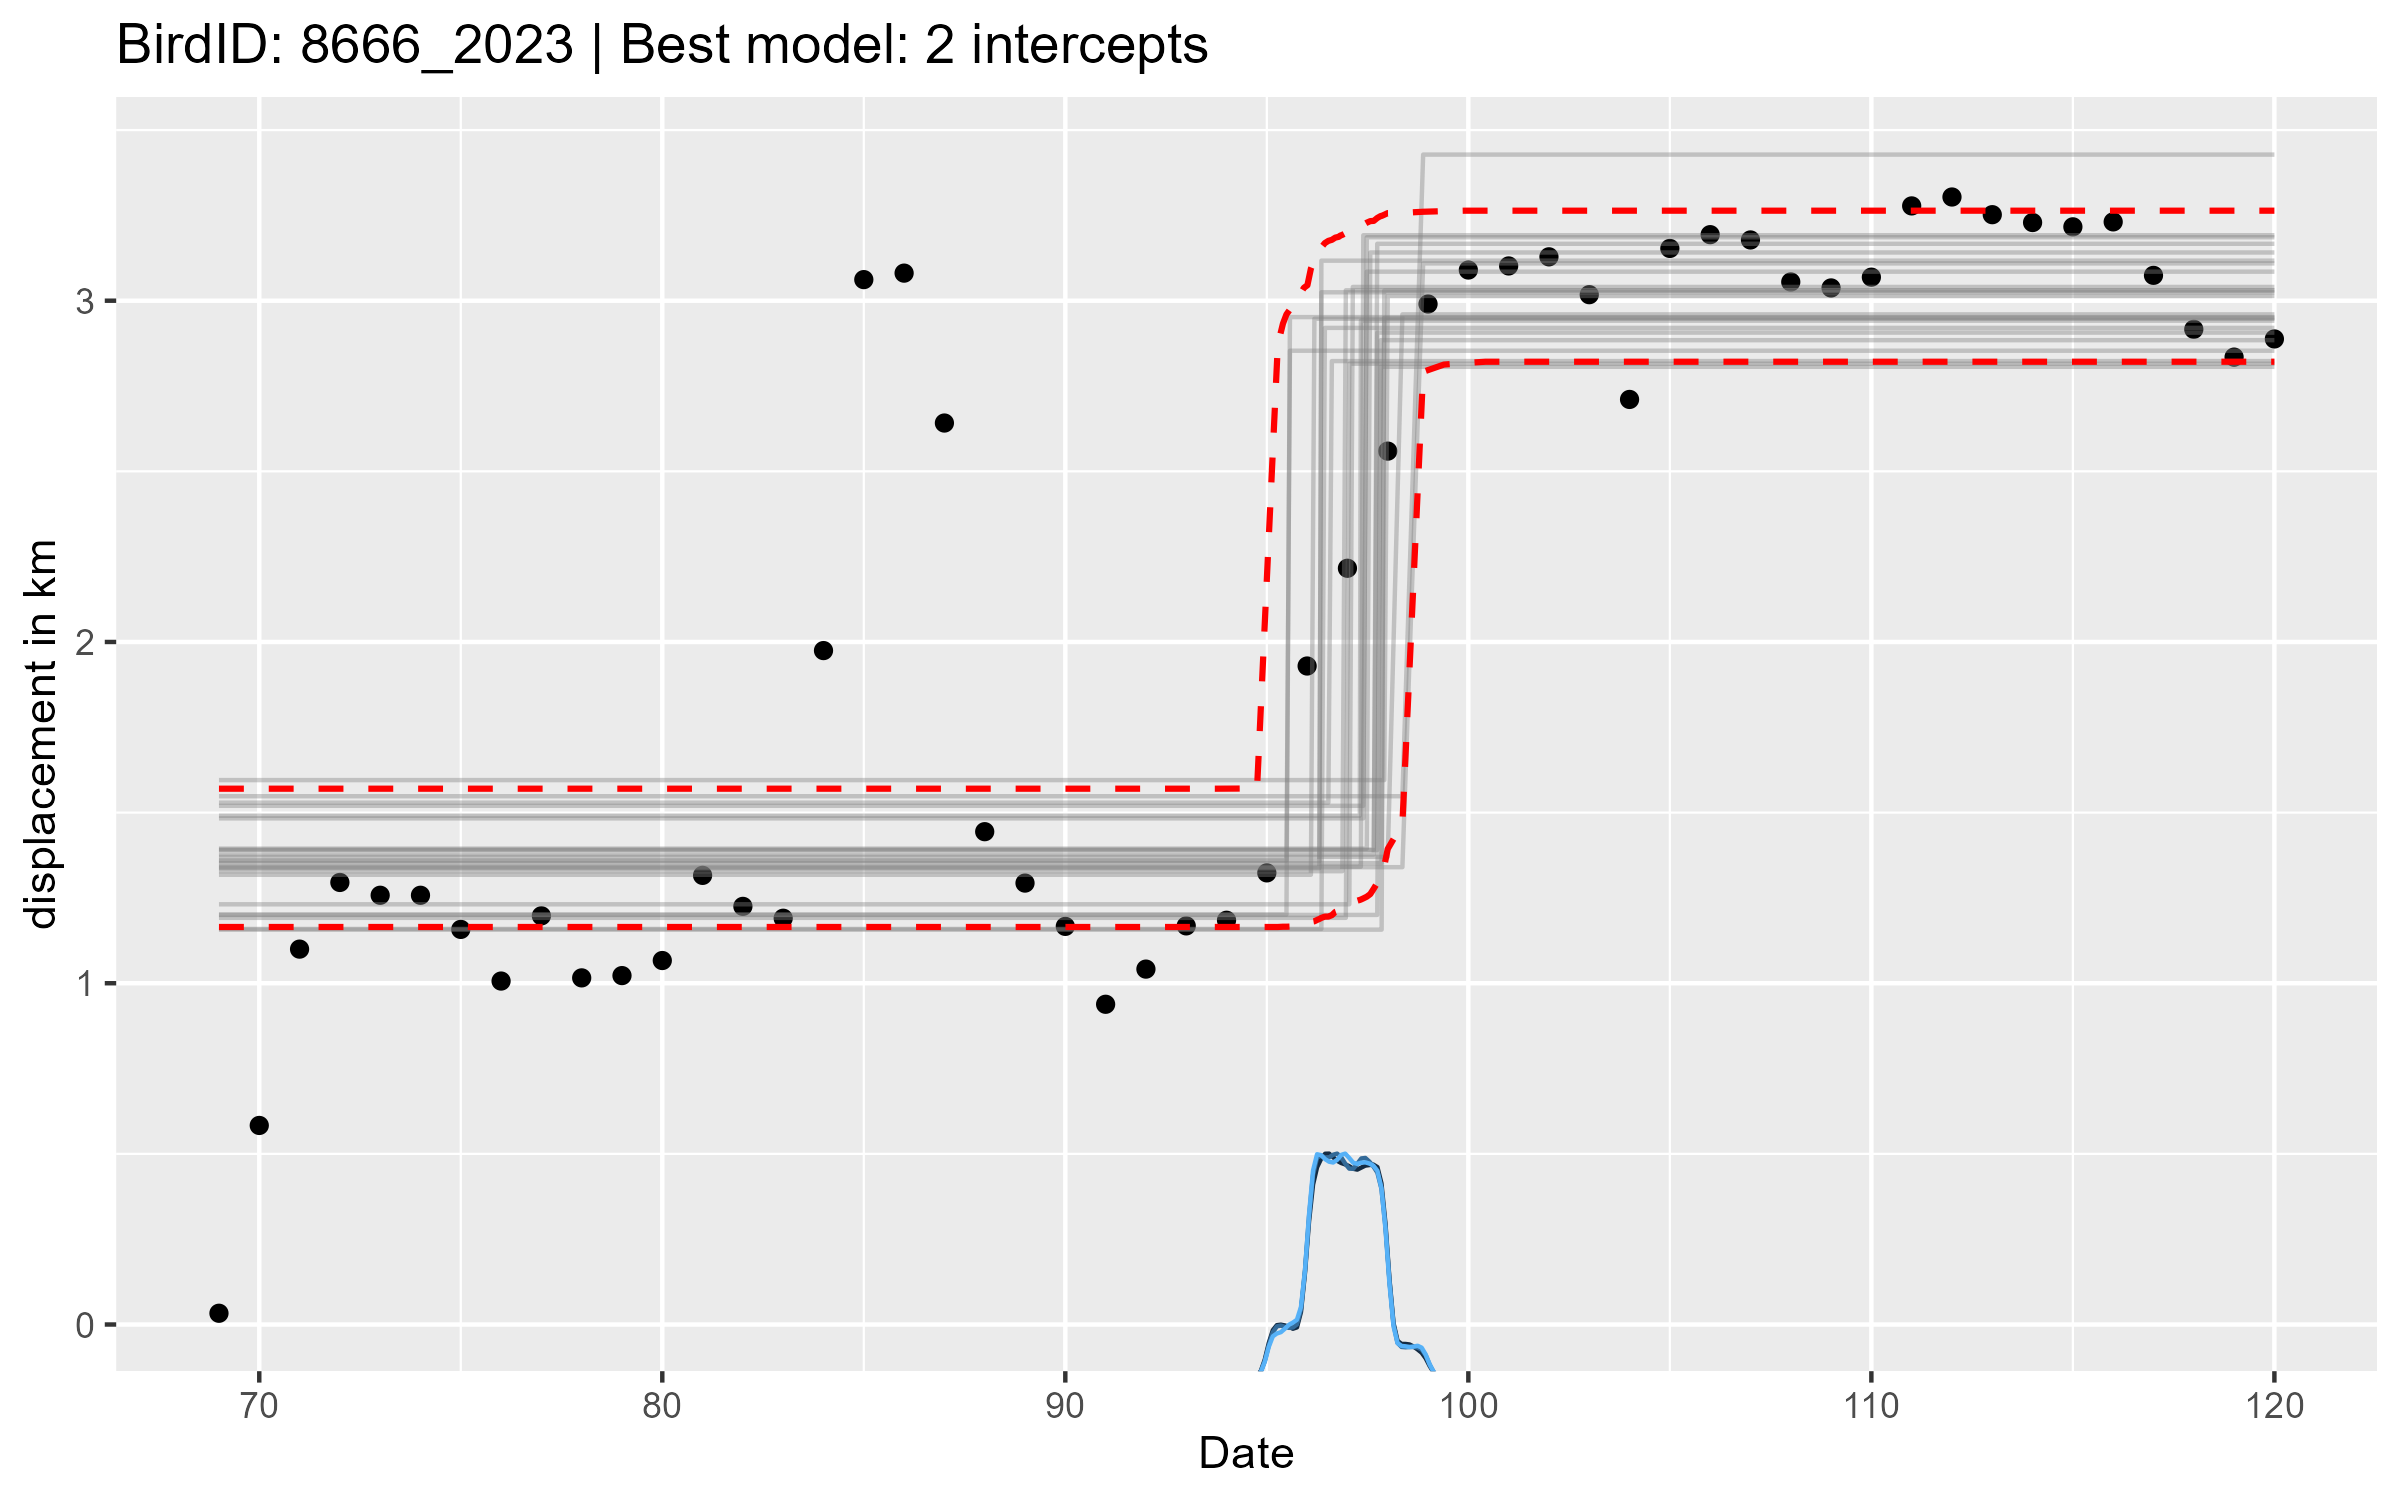 BirdID: 8666_2023 | Best model: 2 intercepts
displacement in km
3
2
1
0
70 80 90 100 110 120
Date